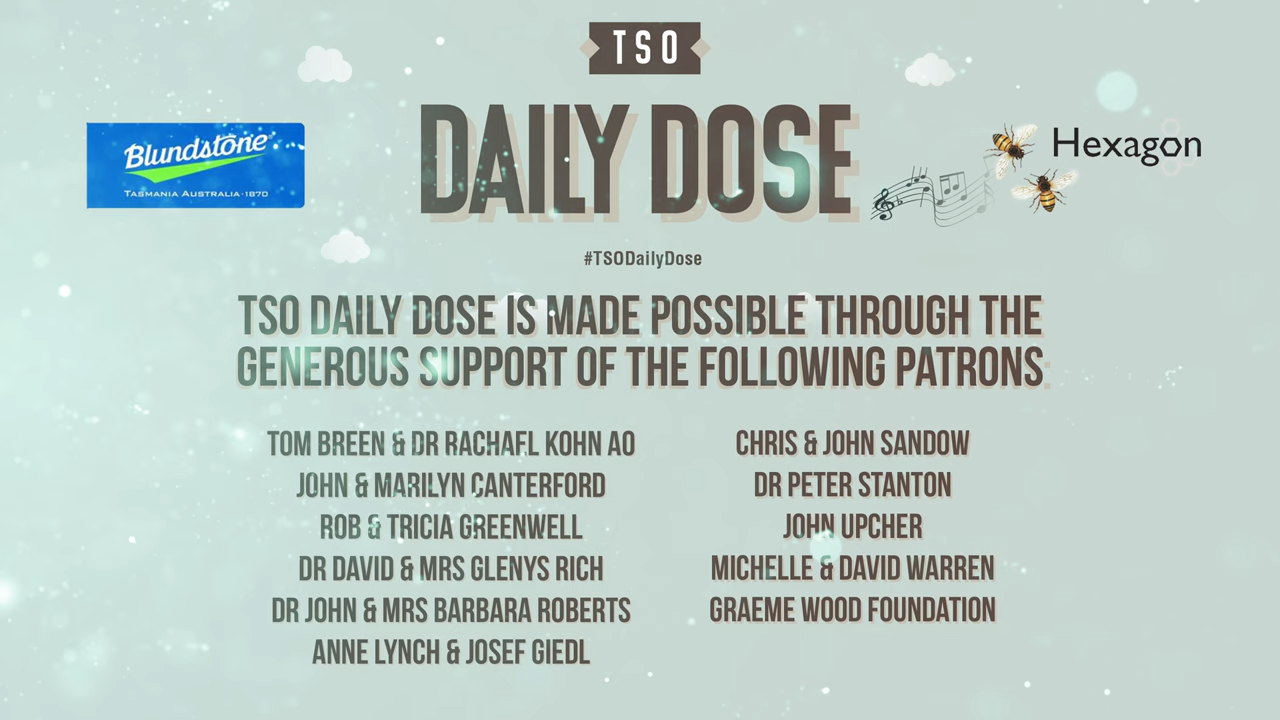 TSO
DAILY DOSE
Blundstone
TASMANIA AUSTRALIA·1870
Hexagon
#TSODailyDose
TSO DAILY DOSE IS MADE POSSIBLE THROUGH THE
GENEROUS SUPPORT OF THE FOLLOWING PATRONS:
TOM BREEN & DR RACHAEL KOHN AO
JOHN & MARILYN CANTERFORD
ROB & TRICIA GREENWELL
DR DAVID & MRS GLENYS RICH
DR JOHN & MRS BARBARA ROBERTS
ANNE LYNCH & JOSEF GIEDL
CHRIS & JOHN SANDOW
DR PETER STANTON
JOHN UPCHER
MICHELLE & DAVID WARREN
GRAEME WOOD FOUNDATION